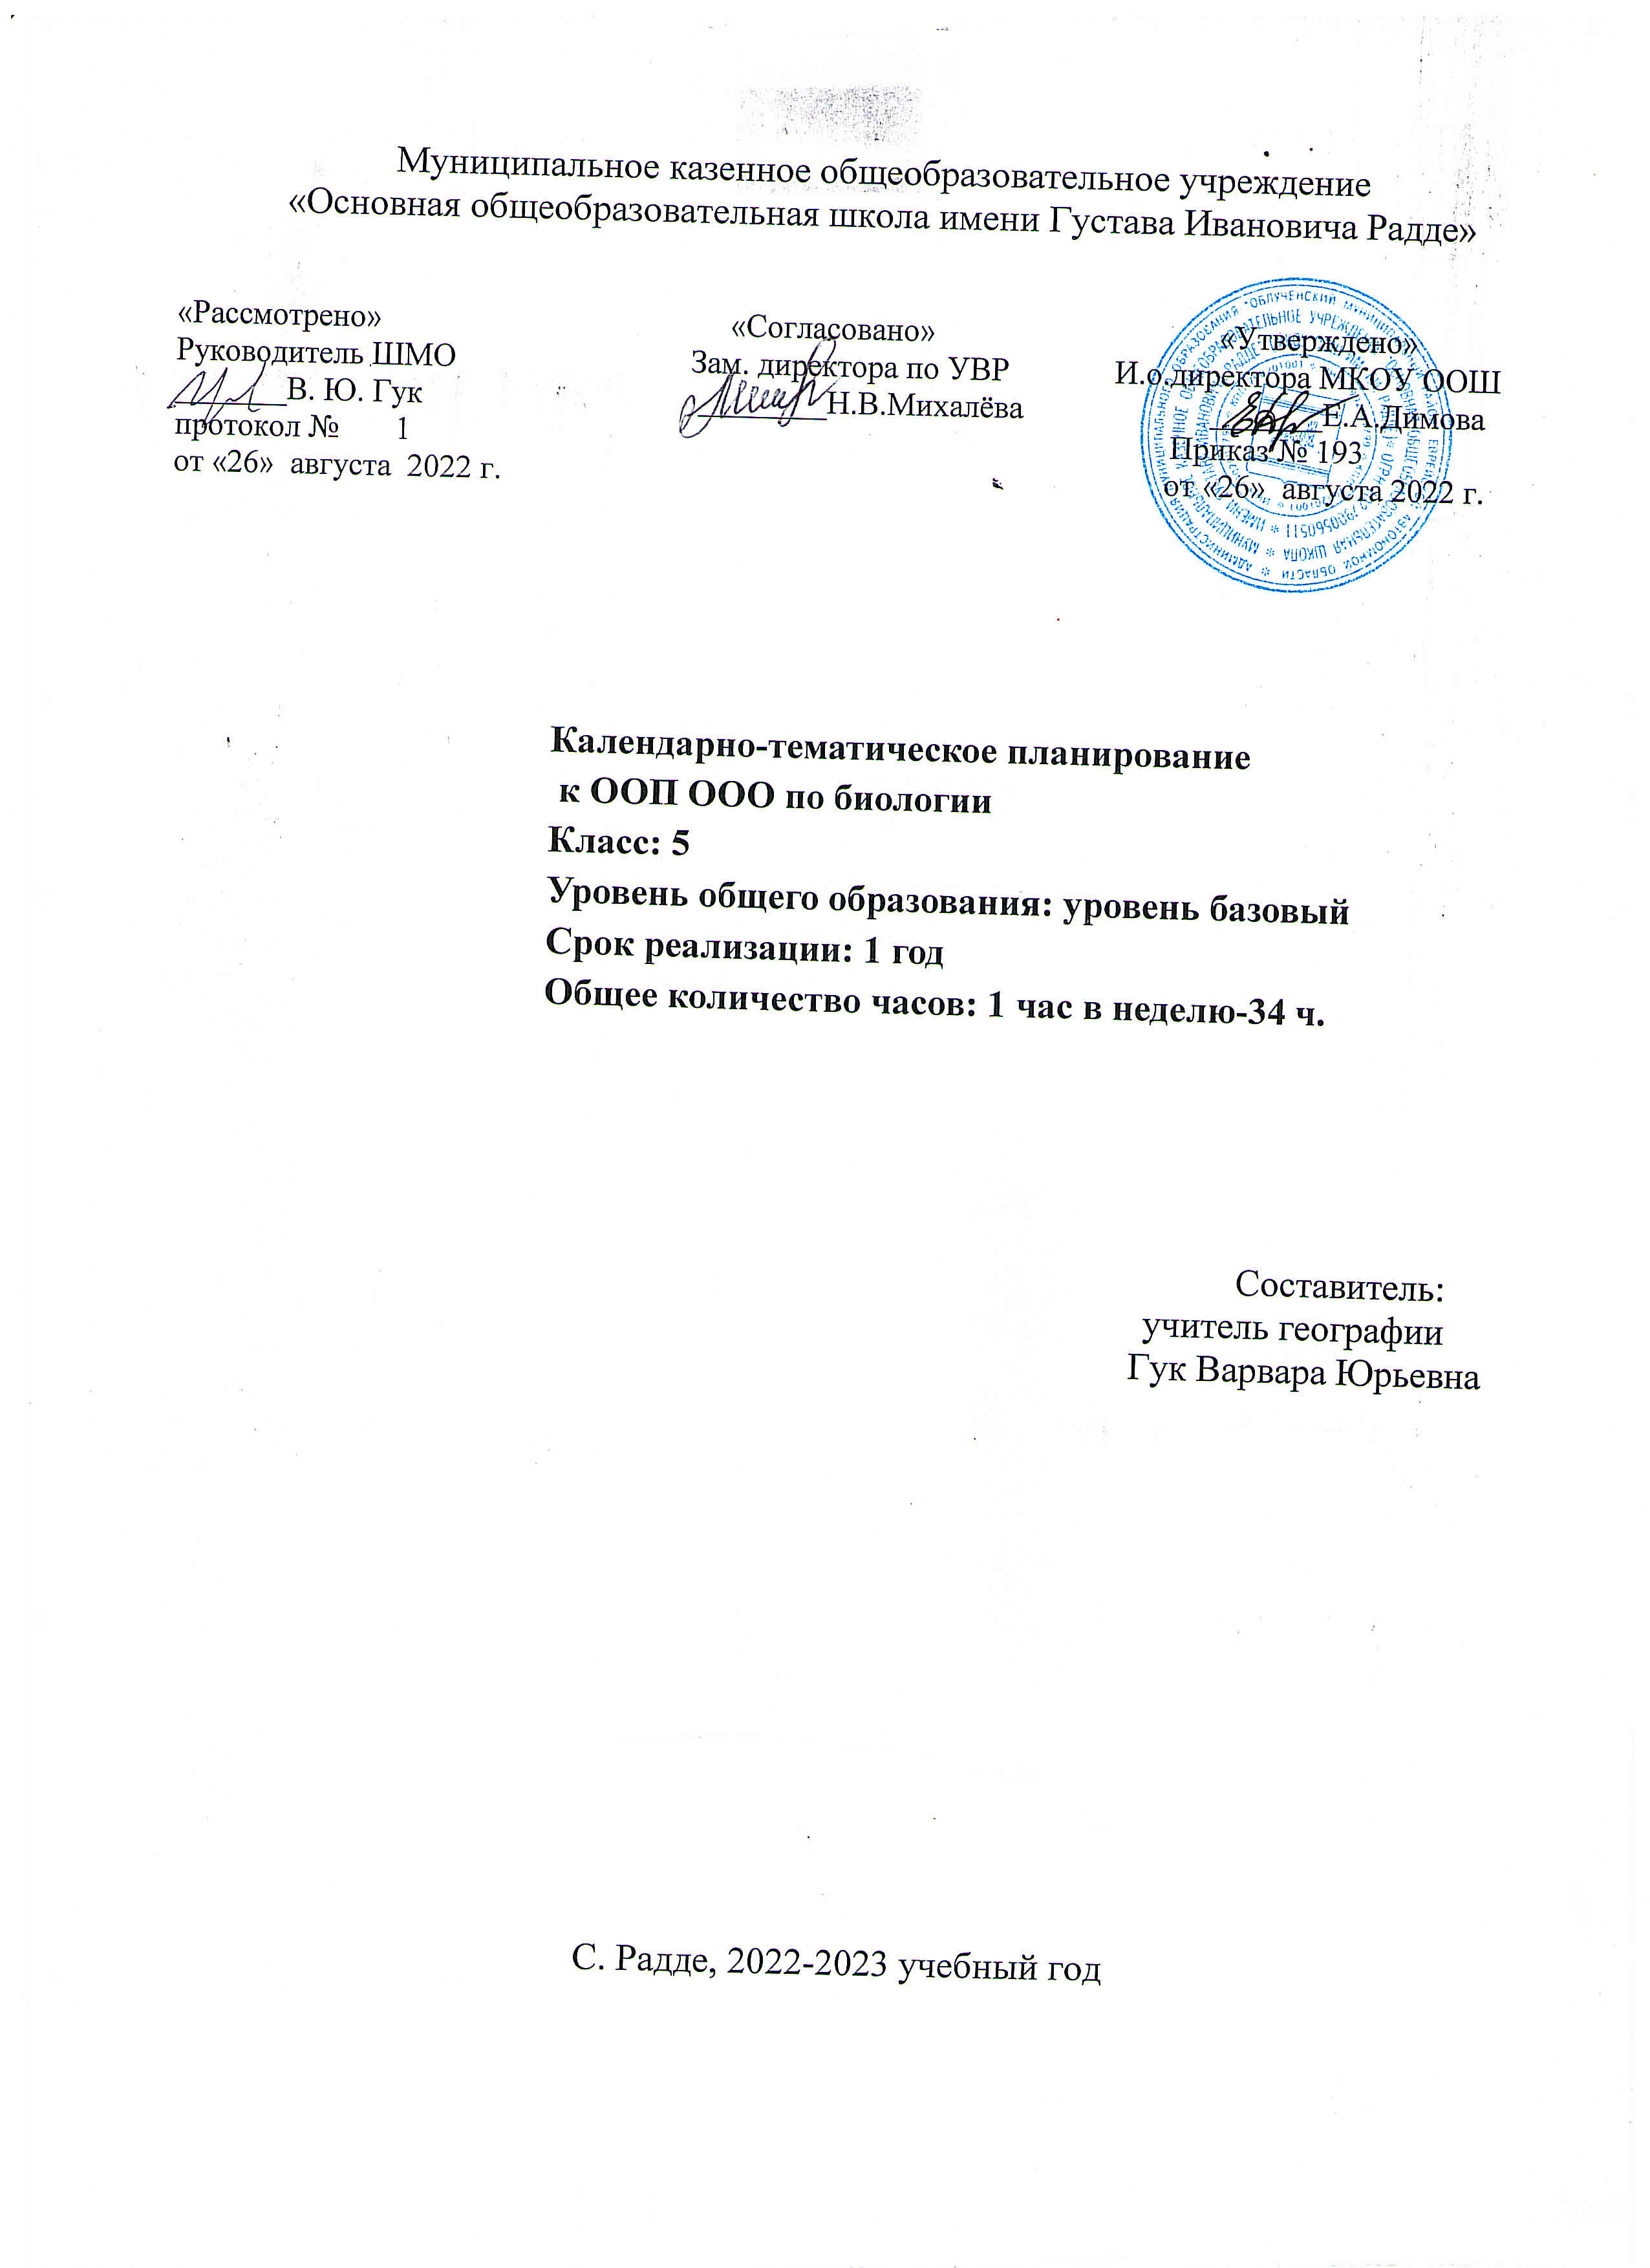 Муниципальное казенное общеобразовательное учреждение
«Основная общеобразовательная школа имени Густава Ивановича Радде»
«Рассмотрено»
Руководитель ШМО
В. Ю. Гук
протокол № 1
от «26» августа 2022 г.
«Согласовано»
Зам. директора по УВР
Н.В.Михалёва
«Утверждено»
И.о.директора МКОУ ООШ
Е.А.Димова
Приказ № 193
от «26» августа 2022 г.
Календарно-тематическое планирование
к ООП ООО по биологии
Класс: 5
Уровень общего образования: уровень базовый
Срок реализации: 1 год
Общее количество часов: 1 час в неделю-34 ч.
Составитель:
учитель географии
Гук Варвара Юрьевна
С. Радде, 2022-2023 учебный год